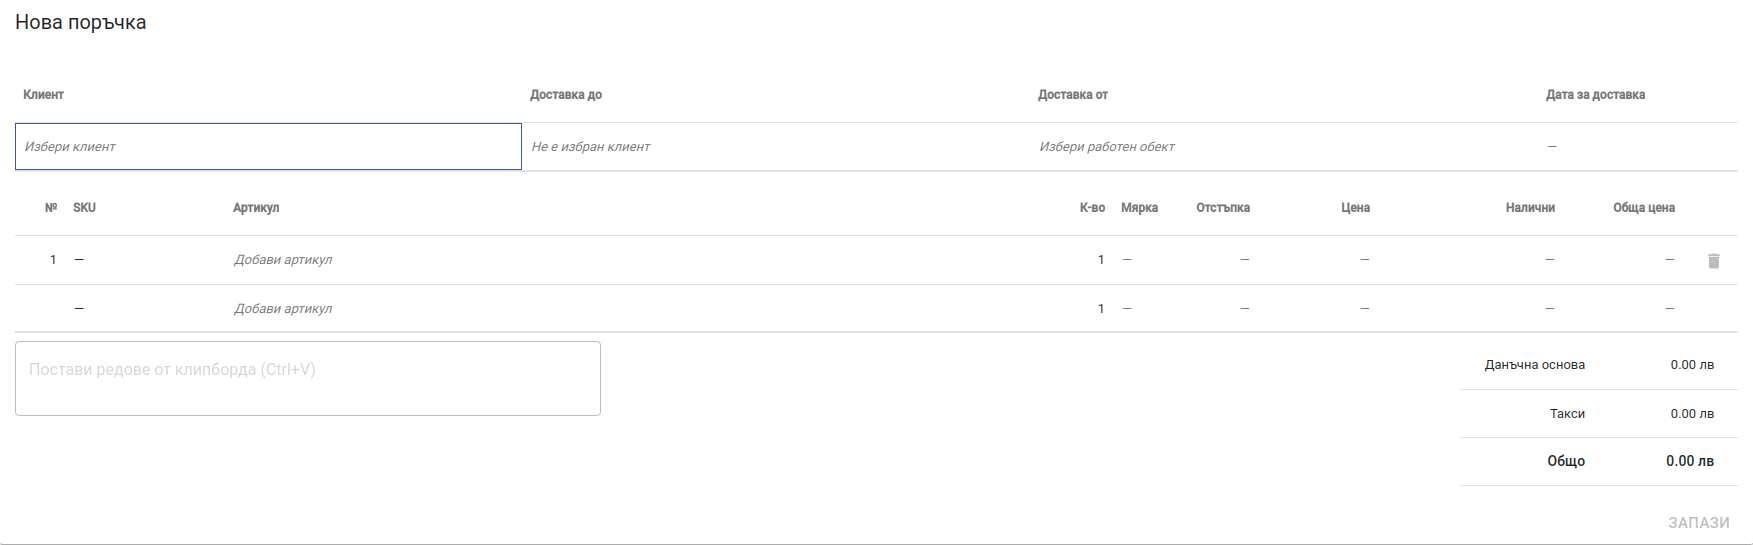 Нова поръчка
Клиент Доставка до Доставка от Дата за доставка
Избери клиент Не е избран клиент Избери работен обект —
№ SKU Артикул К-во Мярка Отстъпка Цена Налични Обща цена
1 — Добави артикул 1 — — — — —
— Добави артикул 1 — — — — —
Постави редове от клипборда (Ctrl+V)
Данъчна основа 0.00 лв
Такси 0.00 лв
Общо 0.00 лв
ЗАПАЗИ